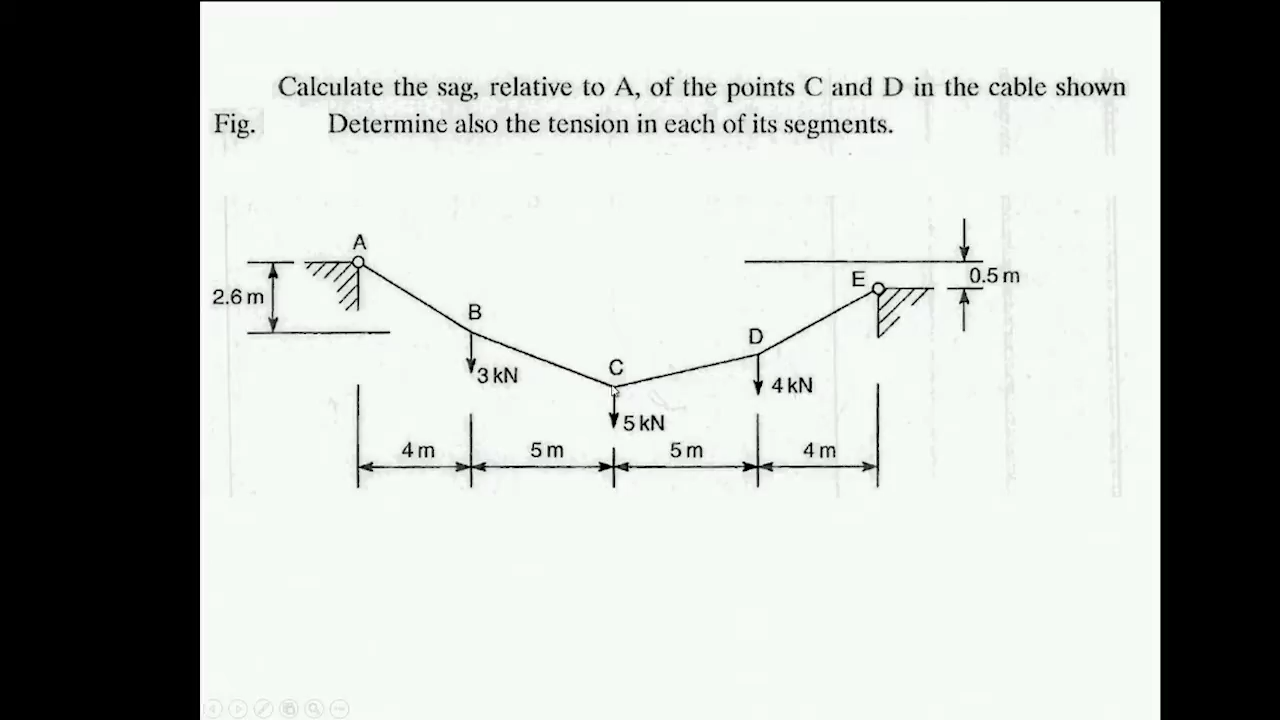 Calculate the sag, relative to A, of the points C and D in the cable shown
Fig. Determine also the tension in each of its segments.
A
2.6 m
E
0.5 m
B
D
C
3 kN
4 kN
5 kN
4 m
5 m
5 m
4 m